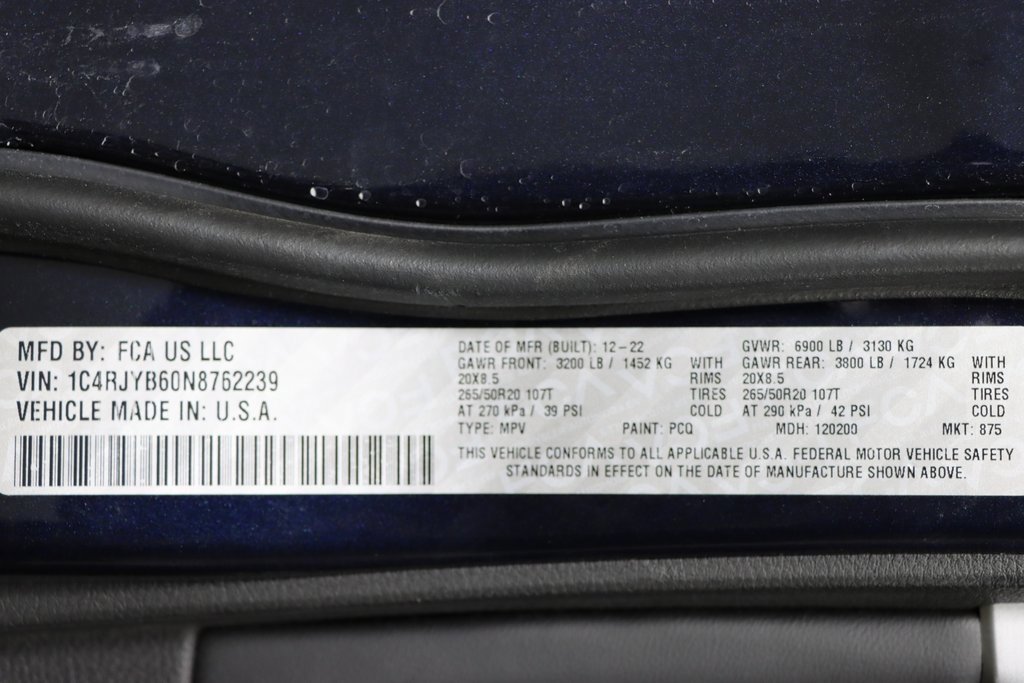 MFD BY: FCA US LLC
VIN: 1C4RJYB60N8762239
VEHICLE MADE IN: U.S.A.
DATE OF MFR (BUILT): 12-22 GVWR: 6900 LB / 3130 KG
GAWR FRONT: 3200 LB / 1452 KG WITH GAWR REAR: 3800 LB / 1724 KG WITH
20X8.5 RIMS 20X8.5 RIMS
265/50R20 107T TIRES 265/50R20 107T TIRES
AT 270 kPa / 39 PSI COLD AT 290 kPa / 42 PSI COLD
TYPE: MPV PAINT: PCQ MDH: 120200 MKT: 875
THIS VEHICLE CONFORMS TO ALL APPLICABLE U.S.A. FEDERAL MOTOR VEHICLE SAFETY
STANDARDS IN EFFECT ON THE DATE OF MANUFACTURE SHOWN ABOVE.